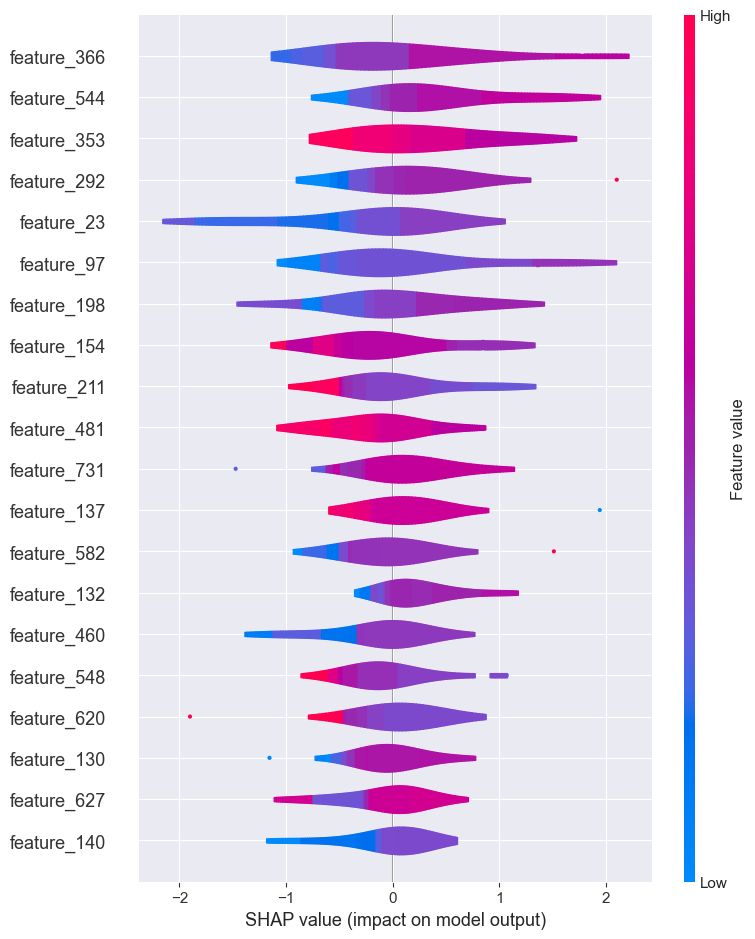 High
feature_366
feature_544
feature_353
feature_292
feature_23
feature_97
feature_198
feature_154
feature_211
feature_481
feature_731
feature_137
feature_582
feature_132
feature_460
feature_548
feature_620
feature_130
feature_627
feature_140
Feature value
Low
−2 −1 0 1 2
SHAP value (impact on model output)